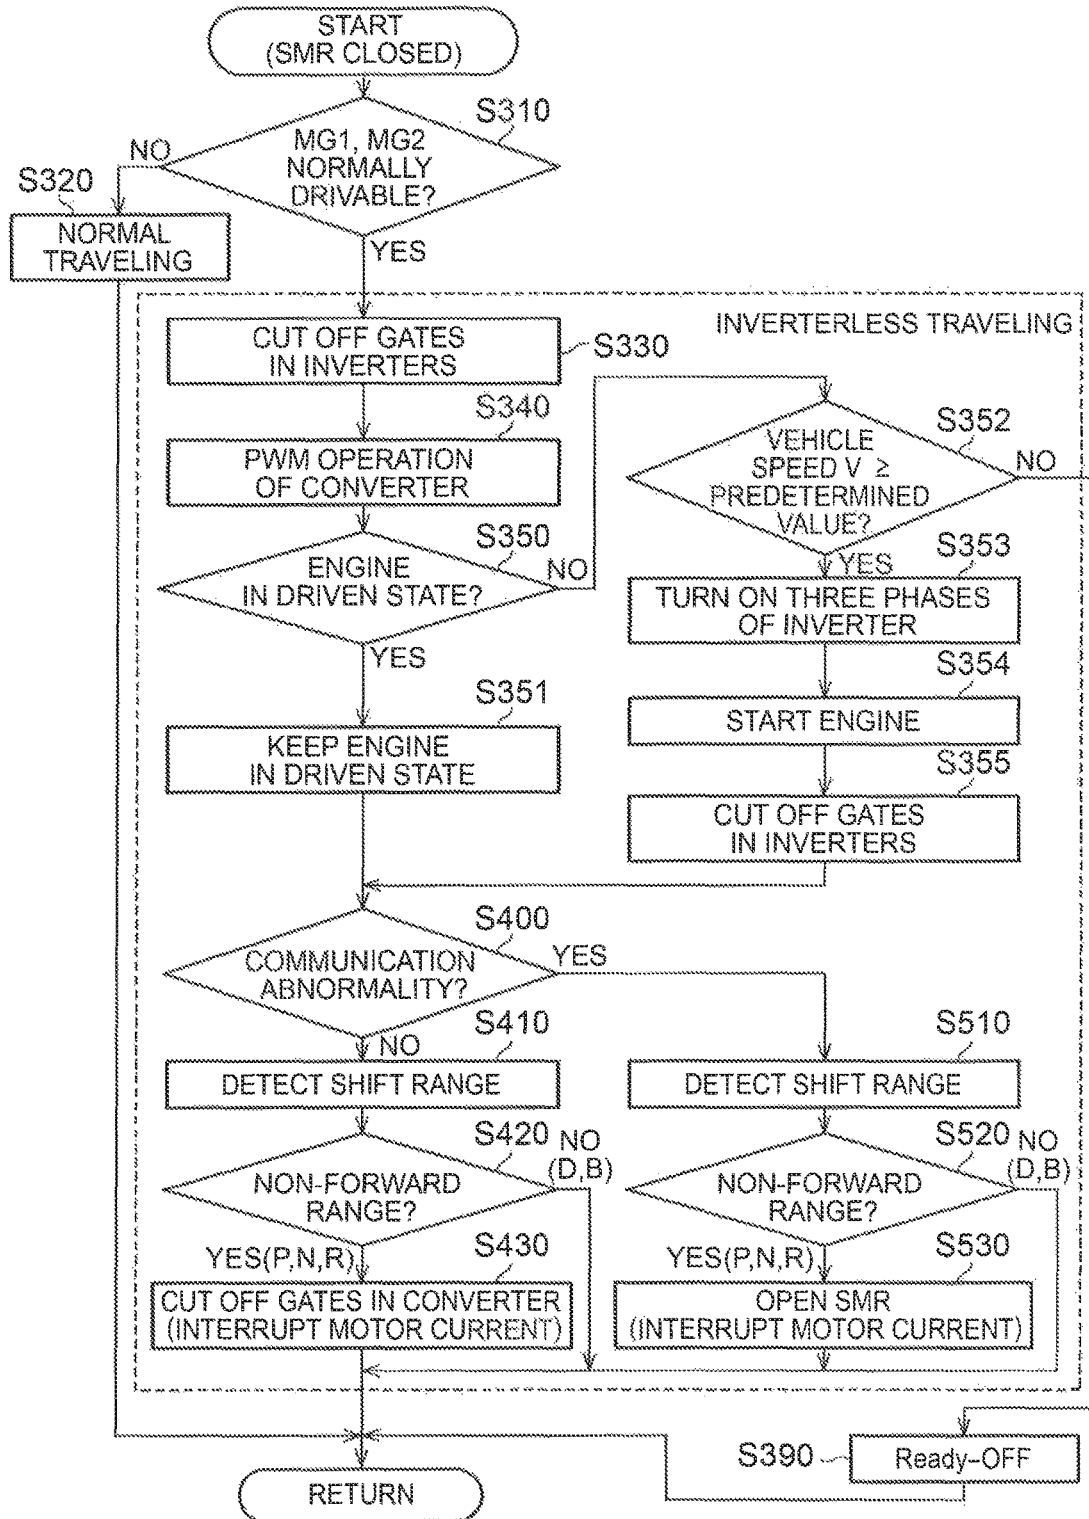 START
(SMR CLOSED)
S310
MG1, MG2
NORMALLY
DRIVABLE?
NO
S320
NORMAL
TRAVELING
YES
INVERTERLESS TRAVELING
CUT OFF GATES
IN INVERTERS
S330
S340
PWM OPERATION
OF CONVERTER
S352
VEHICLE
SPEED V ≥
PREDETERMINED
VALUE?
NO
S350
ENGINE
IN DRIVEN STATE?
NO
YES
YES
S353
TURN ON THREE PHASES
OF INVERTER
S351
KEEP ENGINE
IN DRIVEN STATE
S354
START ENGINE
S355
CUT OFF GATES
IN INVERTERS
S400
COMMUNICATION
ABNORMALITY?
YES
NO
S410
DETECT SHIFT RANGE
S510
DETECT SHIFT RANGE
S420
NON-FORWARD
RANGE?
NO
(D,B)
S520
NON-FORWARD
RANGE?
NO
(D,B)
YES(P,N,R)
S430
CUT OFF GATES IN CONVERTER
(INTERRUPT MOTOR CURRENT)
YES(P,N,R)
S530
OPEN SMR
(INTERRUPT MOTOR CURRENT)
S390
Ready-OFF
RETURN